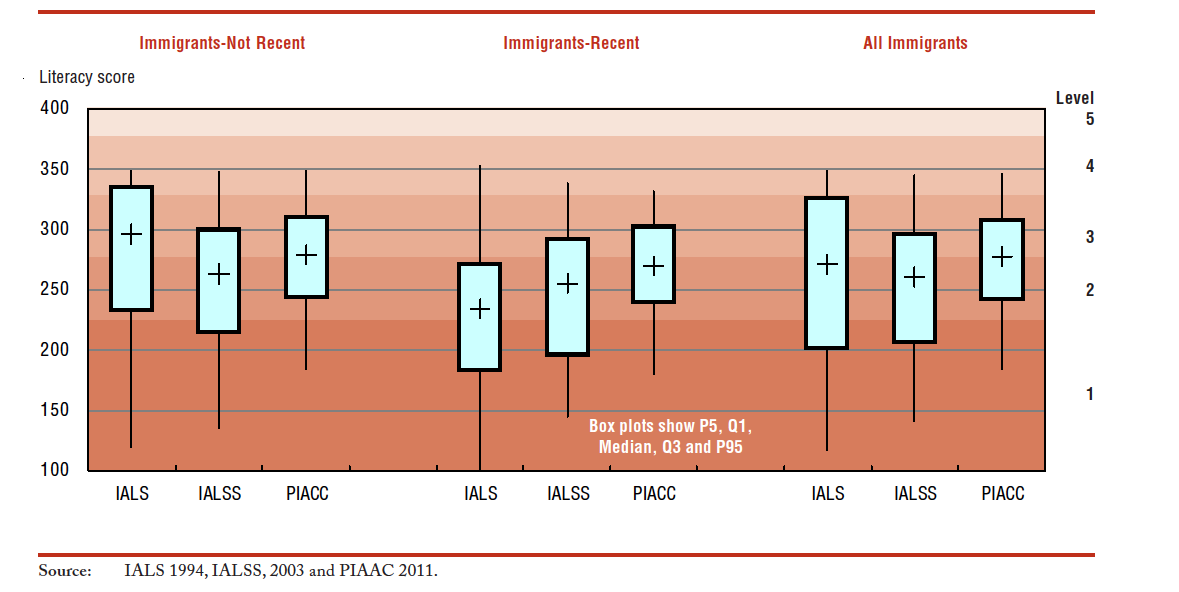 Immigrants-Not Recent Immigrants-Recent All Immigrants
Literacy score
Level
400
5
350
4
300
3
250
2
200
1
150
Box plots show P5, Q1,
Median, Q3 and P95
100
IALS IALSS PIACC IALS IALSS PIACC IALS IALSS PIACC
Source: IALS 1994, IALSS, 2003 and PIAAC 2011.